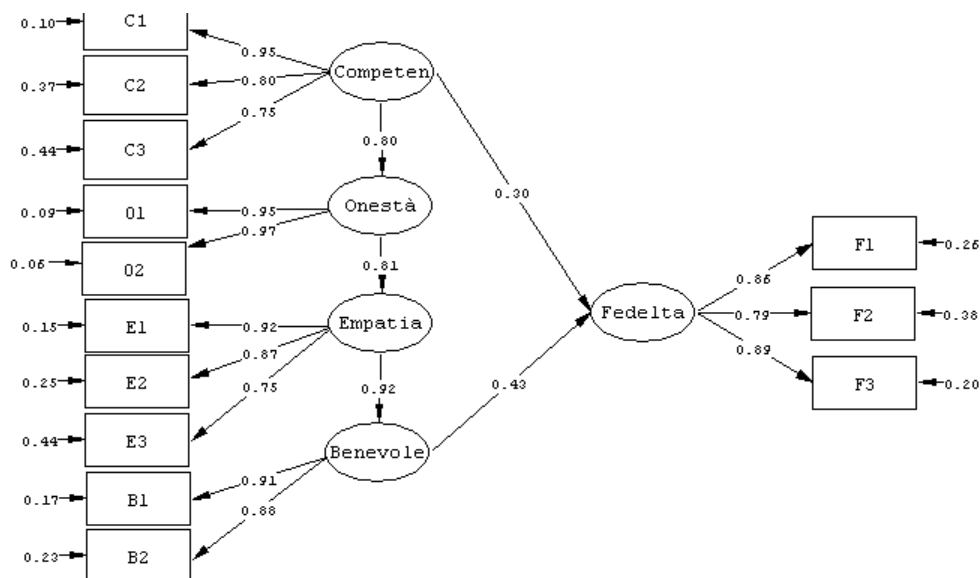 0.10 C1
0.95
Competen
0.37 C2
0.80
0.75
0.44 C3
0.80
0.09 O1
0.95
Onestà
0.97
0.30
0.06 O2
0.81
F1 0.26
0.86
0.15 E1
0.92
Empatia
Fedelta
0.79
F2 0.38
0.87
0.89
0.25 E2
0.75
0.92
0.43
F3 0.20
0.44 E3
Benevole
0.91
0.17 B1
0.88
0.23 B2